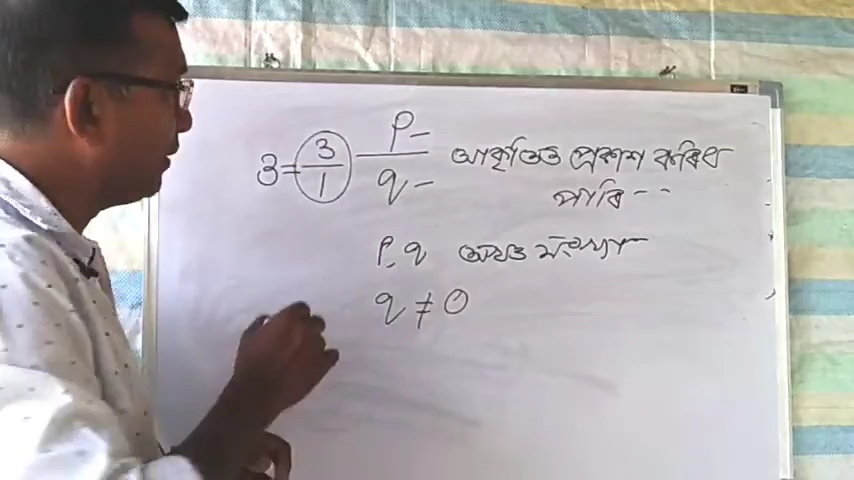 3 = 3/1 p/q আকৃতিত প্ৰকাশ কৰিব
পাৰি --
p, q অখণ্ড সংখ্যা
q ≠ 0